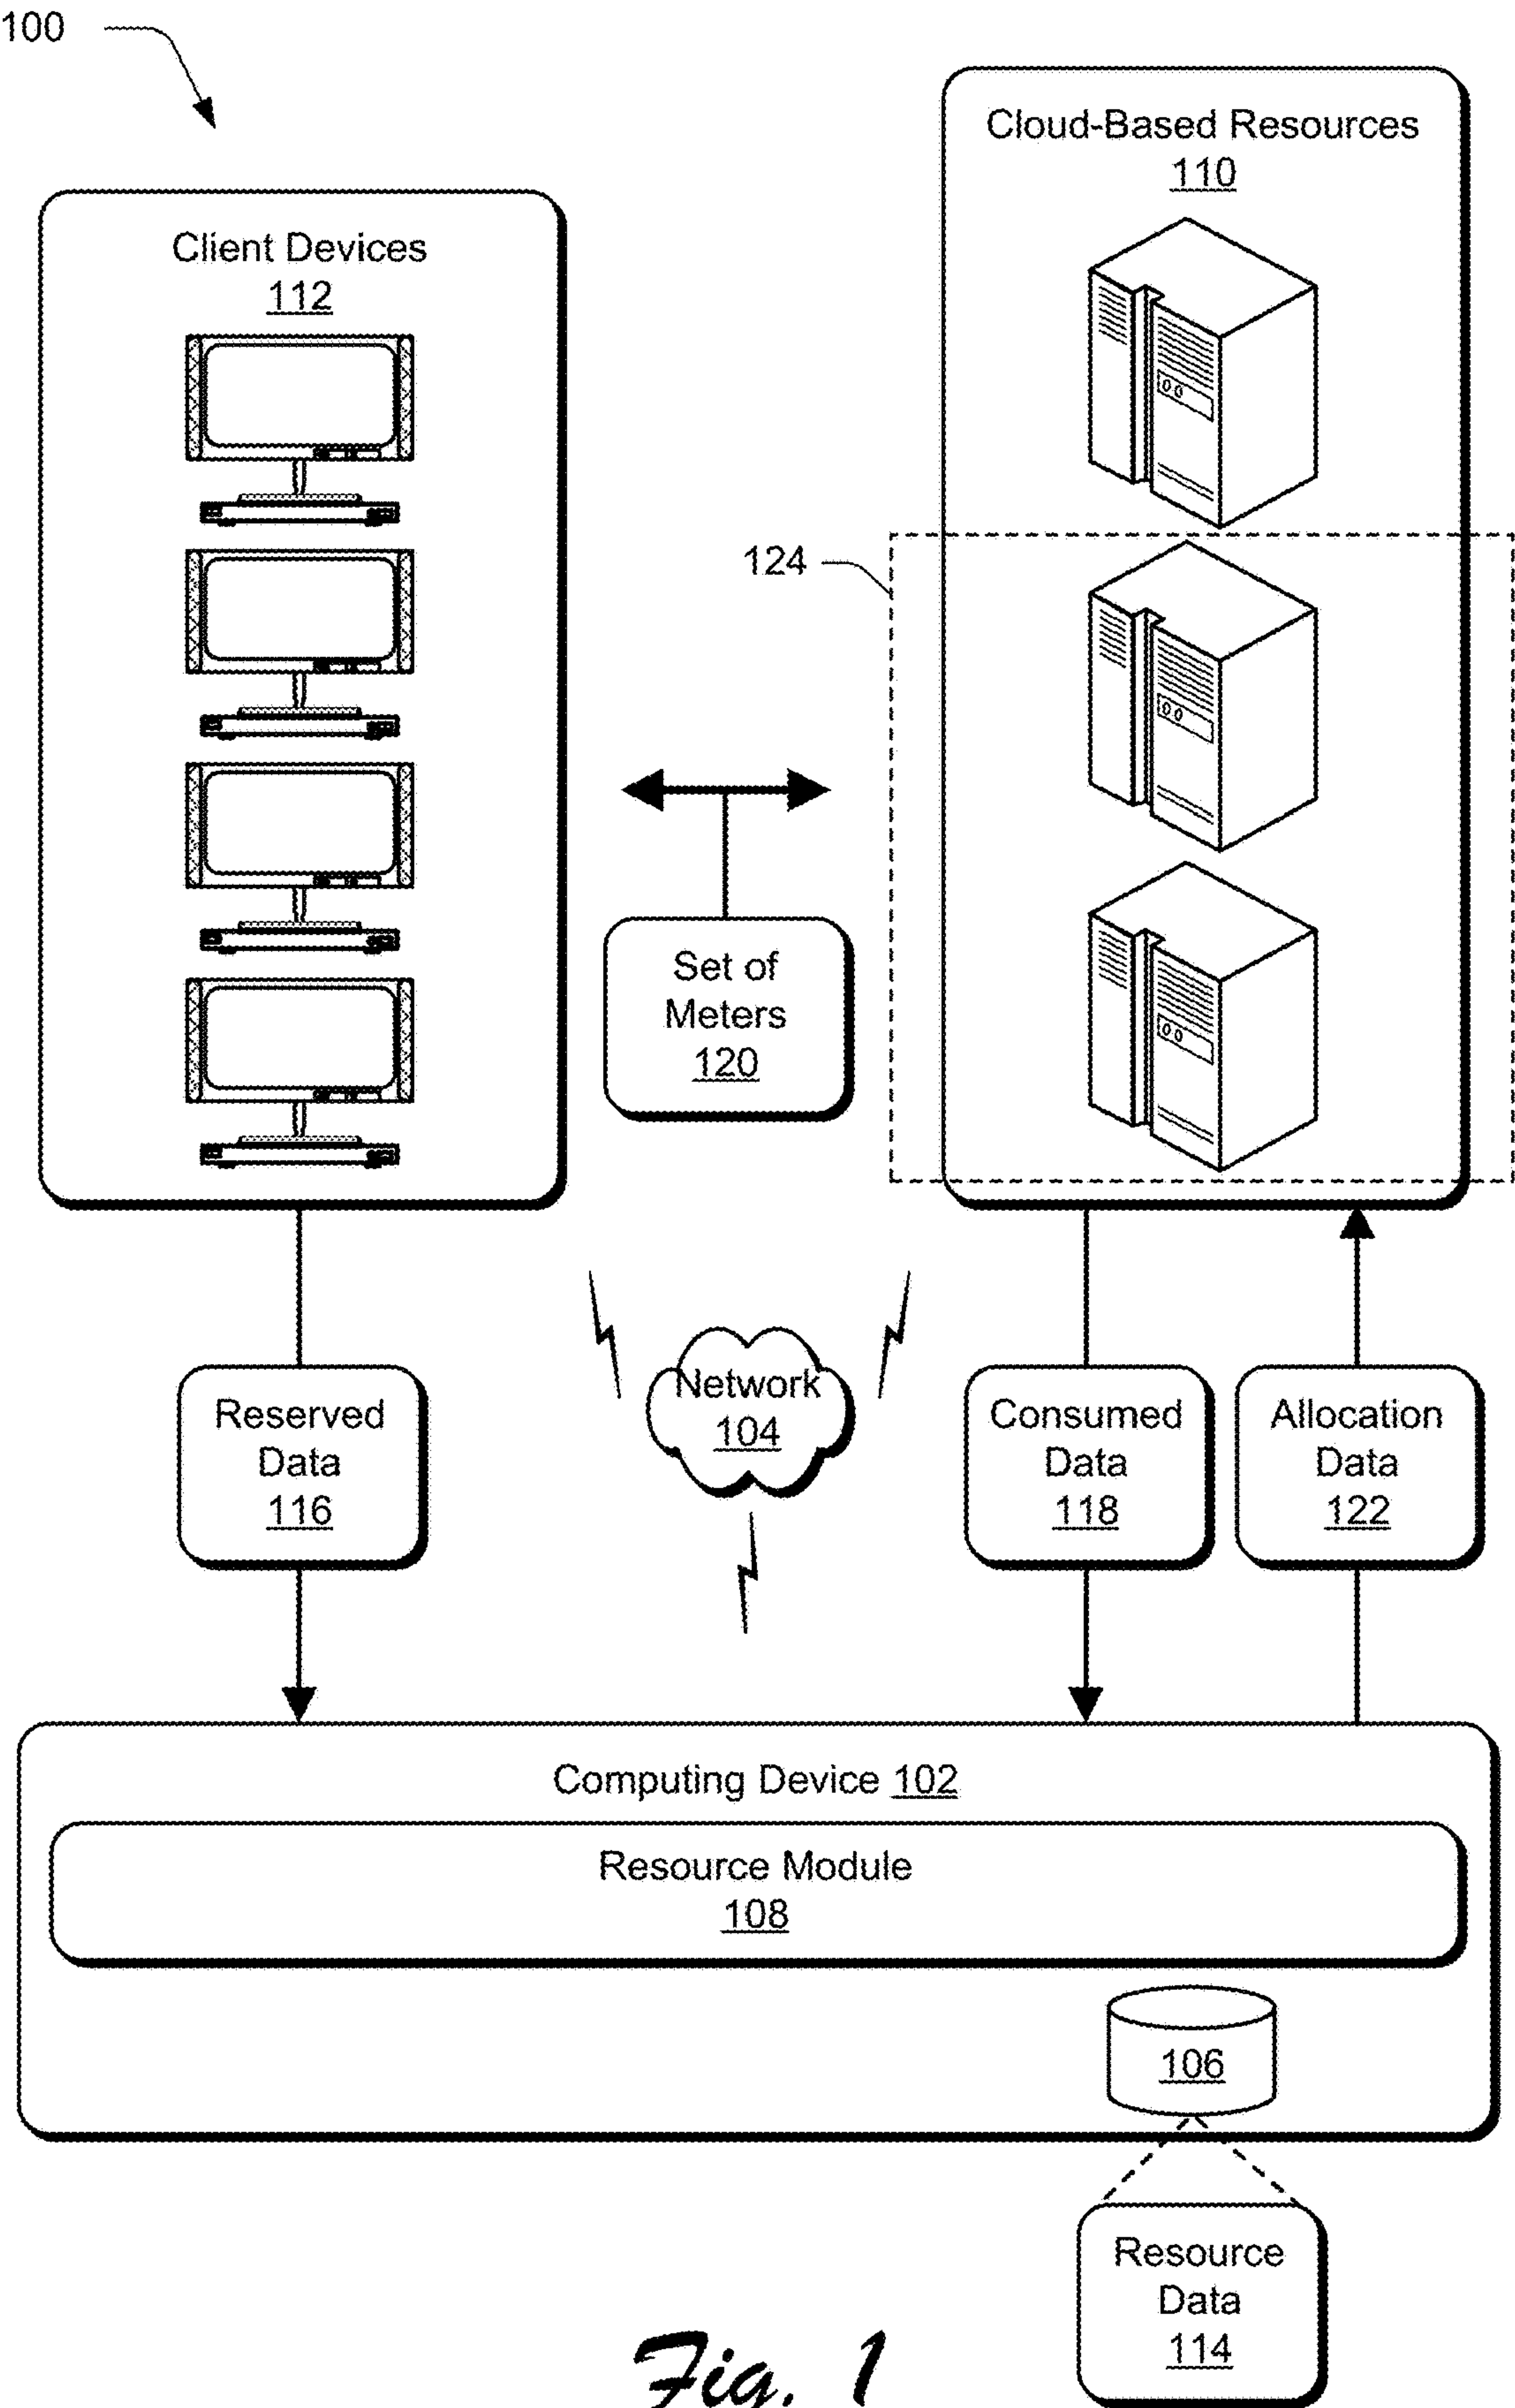 100
Cloud-Based Resources
110
Client Devices
112
124
Set of
Meters
120
Network
104
Reserved
Data
116
Consumed
Data
118
Allocation
Data
122
Computing Device 102
Resource Module
108
106
Resource
Data
114
Fig. 1